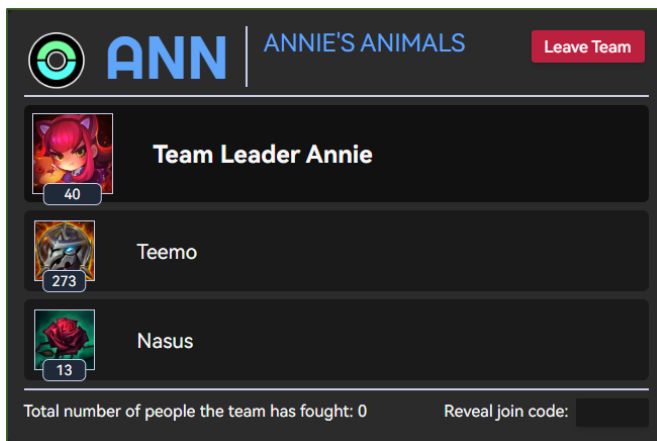 ANN
ANNIE'S ANIMALS
Leave Team
Team Leader Annie
40
Teemo
273
Nasus
13
Total number of people the team has fought: 0
Reveal join code: